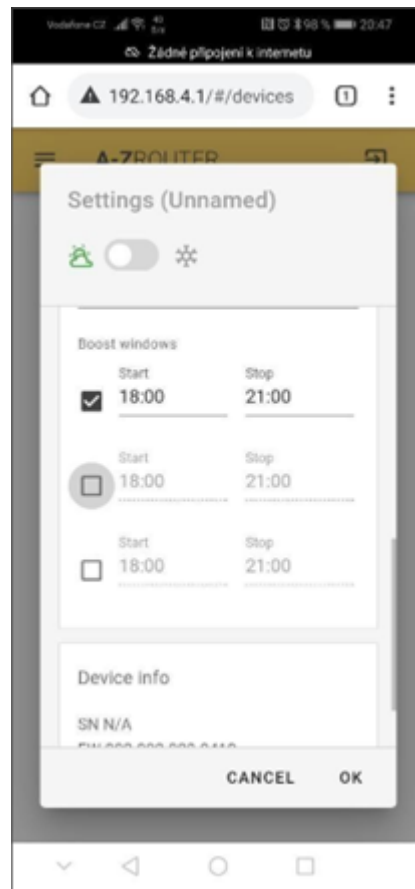 Vodafone CZ 98 % 20:47
Žádné připojení k internetu
192.168.4.1/#/devices 1
A-ZROUTER
Settings (Unnamed)
Boost windows
Start Stop
18:00 21:00
Start Stop
18:00 21:00
Start Stop
18:00 21:00
Device info
SN N/A
CANCEL OK